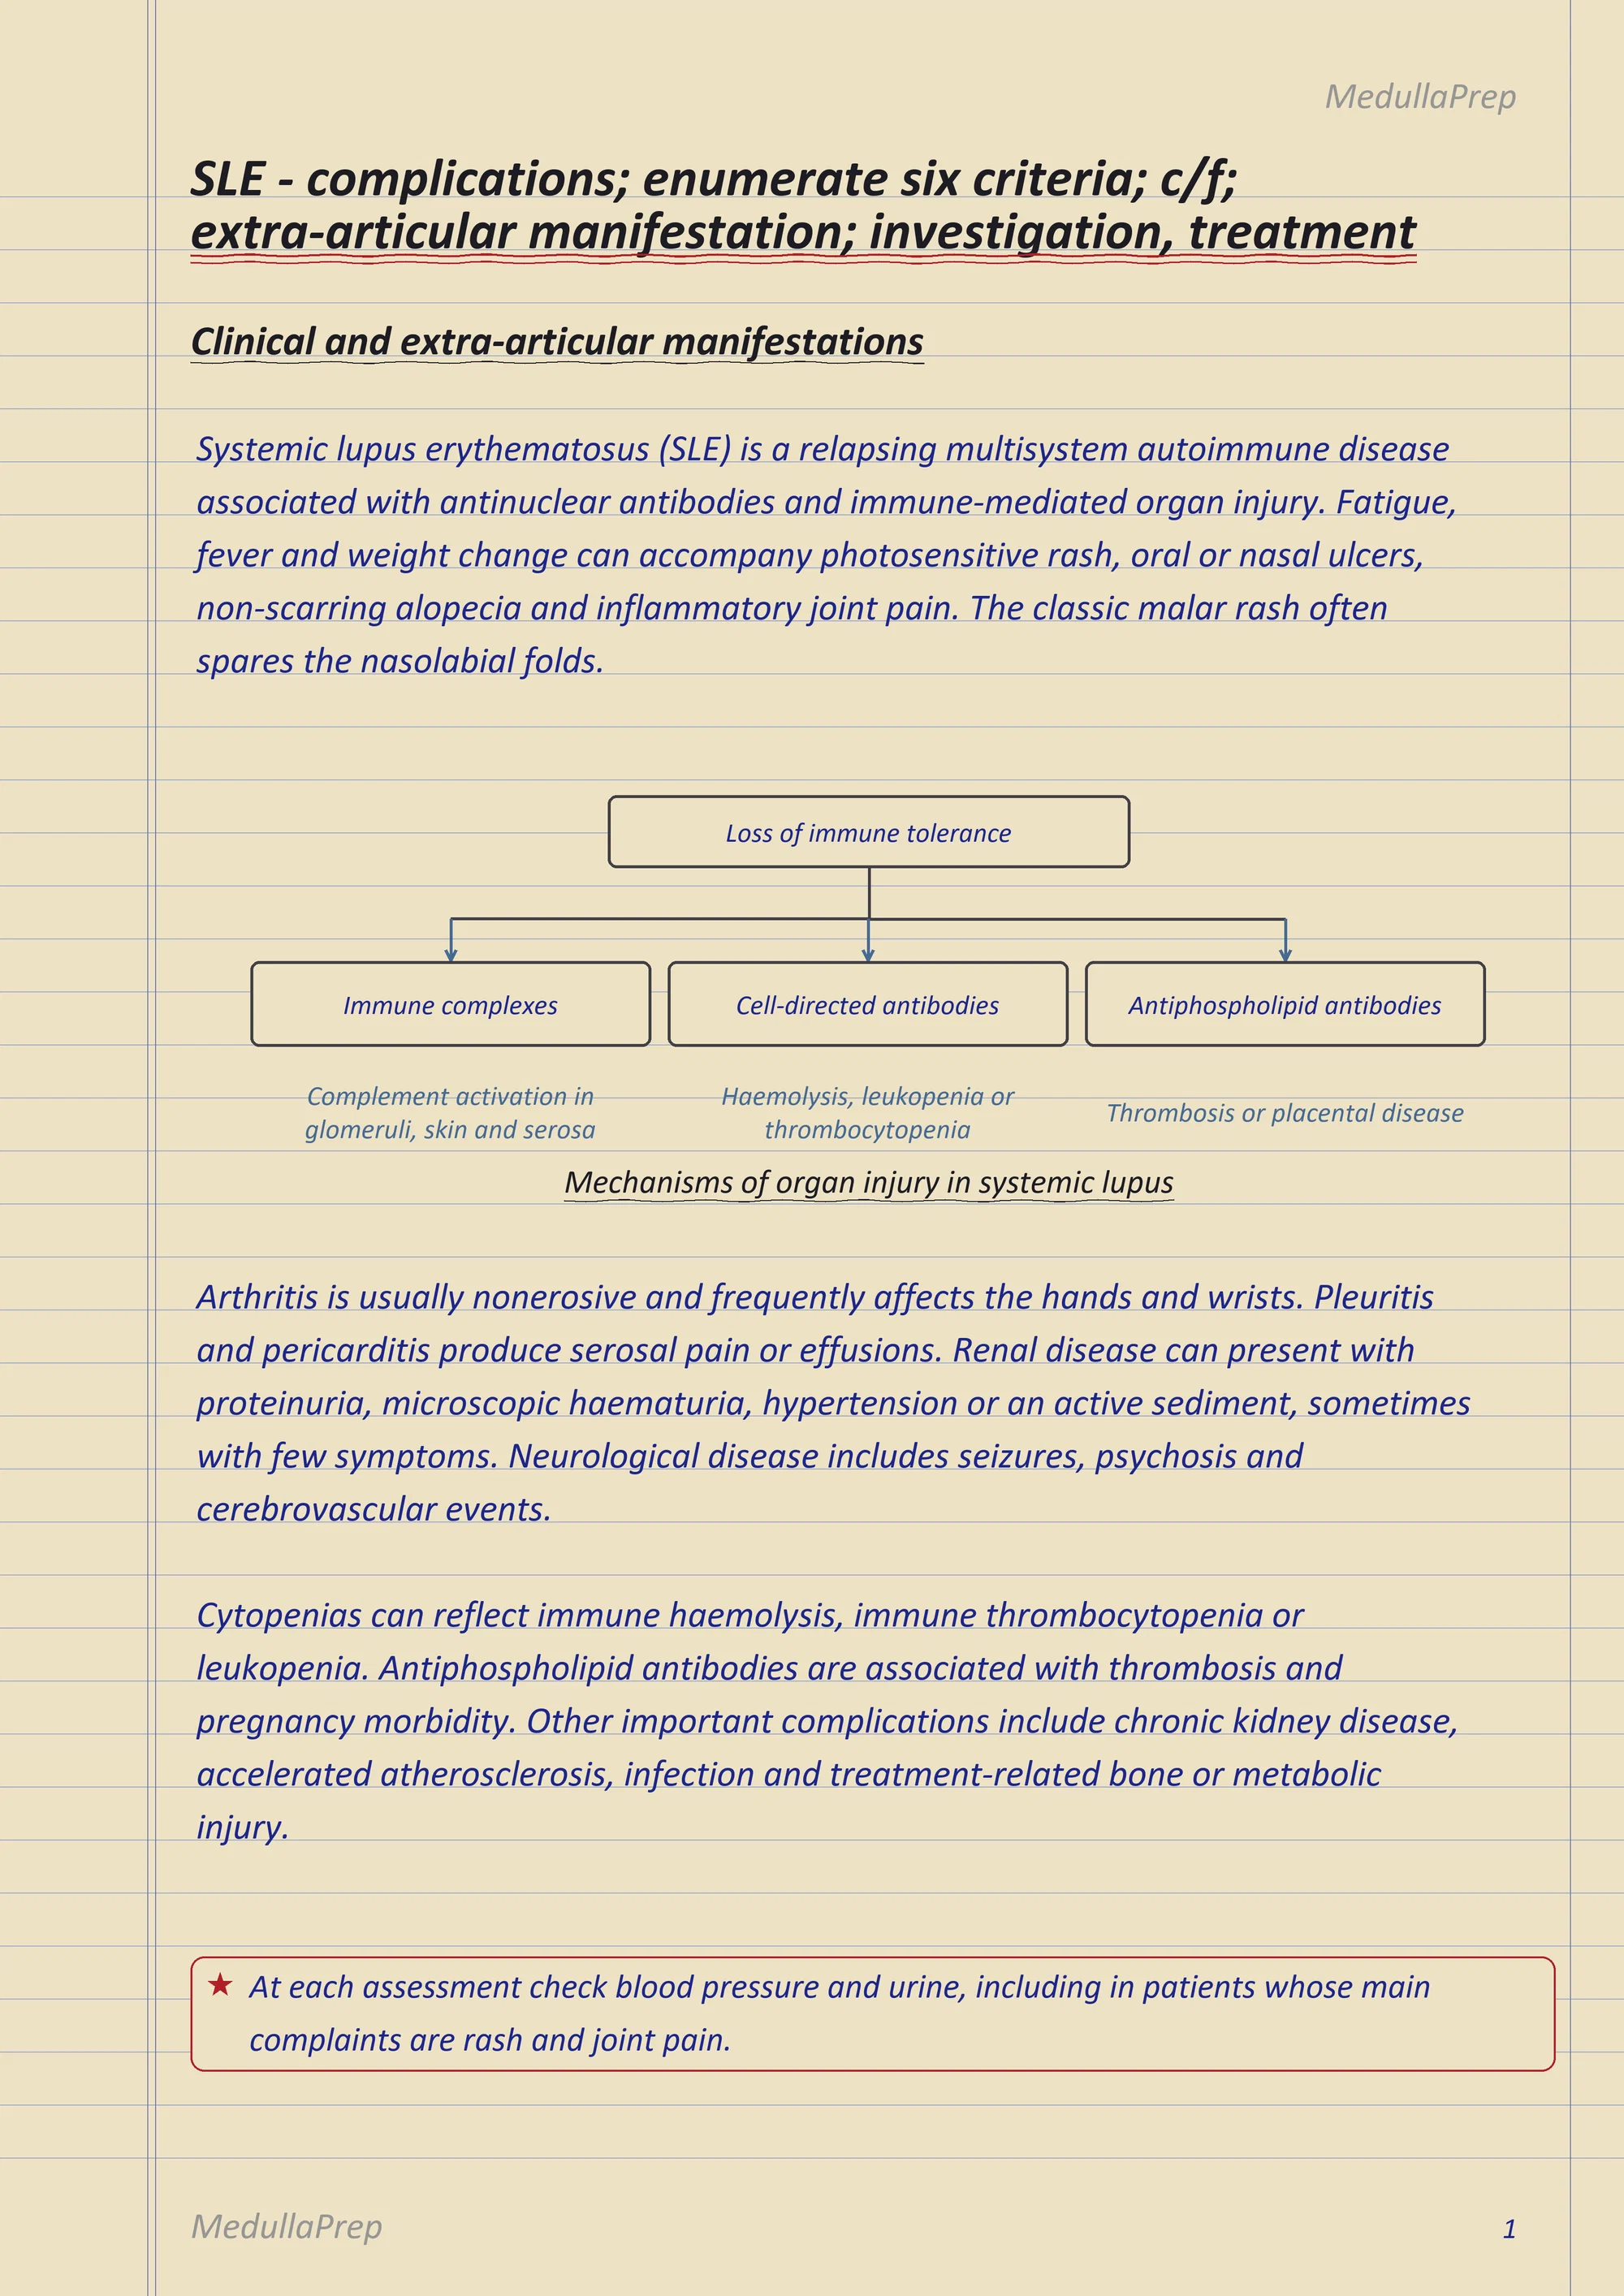 MedullaPrep
SLE - complications; enumerate six criteria; c/f;
extra-articular manifestation; investigation, treatment
Clinical and extra-articular manifestations
Systemic lupus erythematosus (SLE) is a relapsing multisystem autoimmune disease
associated with antinuclear antibodies and immune-mediated organ injury. Fatigue,
fever and weight change can accompany photosensitive rash, oral or nasal ulcers,
non-scarring alopecia and inflammatory joint pain. The classic malar rash often
spares the nasolabial folds.
Loss of immune tolerance
Immune complexes
Cell-directed antibodies
Antiphospholipid antibodies
Complement activation in
glomeruli, skin and serosa
Haemolysis, leukopenia or
thrombocytopenia
Thrombosis or placental disease
Mechanisms of organ injury in systemic lupus
Arthritis is usually nonerosive and frequently affects the hands and wrists. Pleuritis
and pericarditis produce serosal pain or effusions. Renal disease can present with
proteinuria, microscopic haematuria, hypertension or an active sediment, sometimes
with few symptoms. Neurological disease includes seizures, psychosis and
cerebrovascular events.
Cytopenias can reflect immune haemolysis, immune thrombocytopenia or
leukopenia. Antiphospholipid antibodies are associated with thrombosis and
pregnancy morbidity. Other important complications include chronic kidney disease,
accelerated atherosclerosis, infection and treatment-related bone or metabolic
injury.
★ At each assessment check blood pressure and urine, including in patients whose main
complaints are rash and joint pain.
MedullaPrep
1